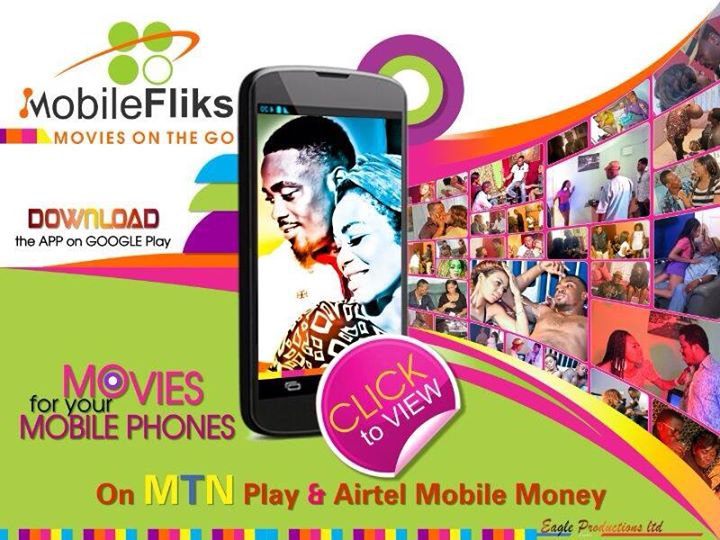 MobileFliks
MOVIES ON THE GO
DOWNLOAD
the APP on GOOGLE Play
MOVIES
for your
MOBILE PHONES
CLICK
to VIEW
On MTN Play & Airtel Mobile Money
Eagle Productions ltd